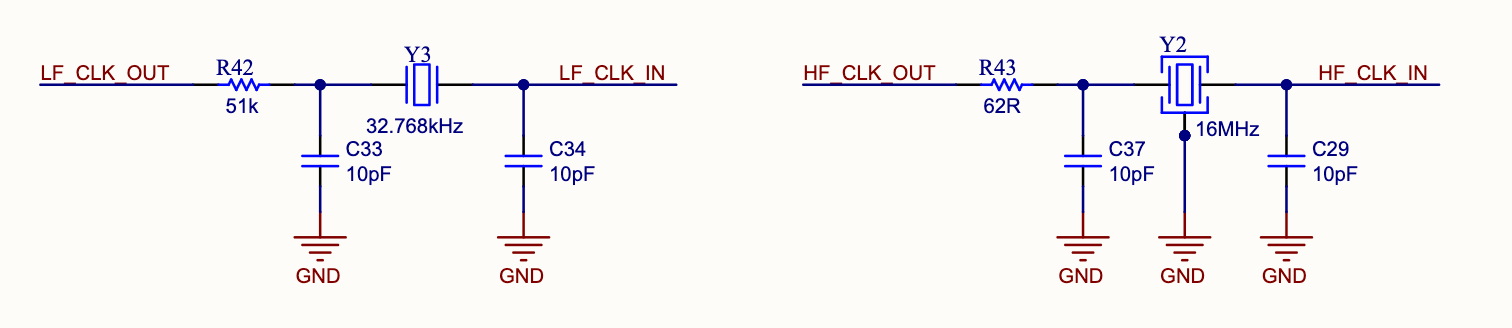 LF_CLK_OUT
R42
51k
Y3
32.768kHz
LF_CLK_IN
C33
10pF
C34
10pF
GND
GND
HF_CLK_OUT
R43
62R
Y2
16MHz
HF_CLK_IN
C37
10pF
C29
10pF
GND
GND
GND